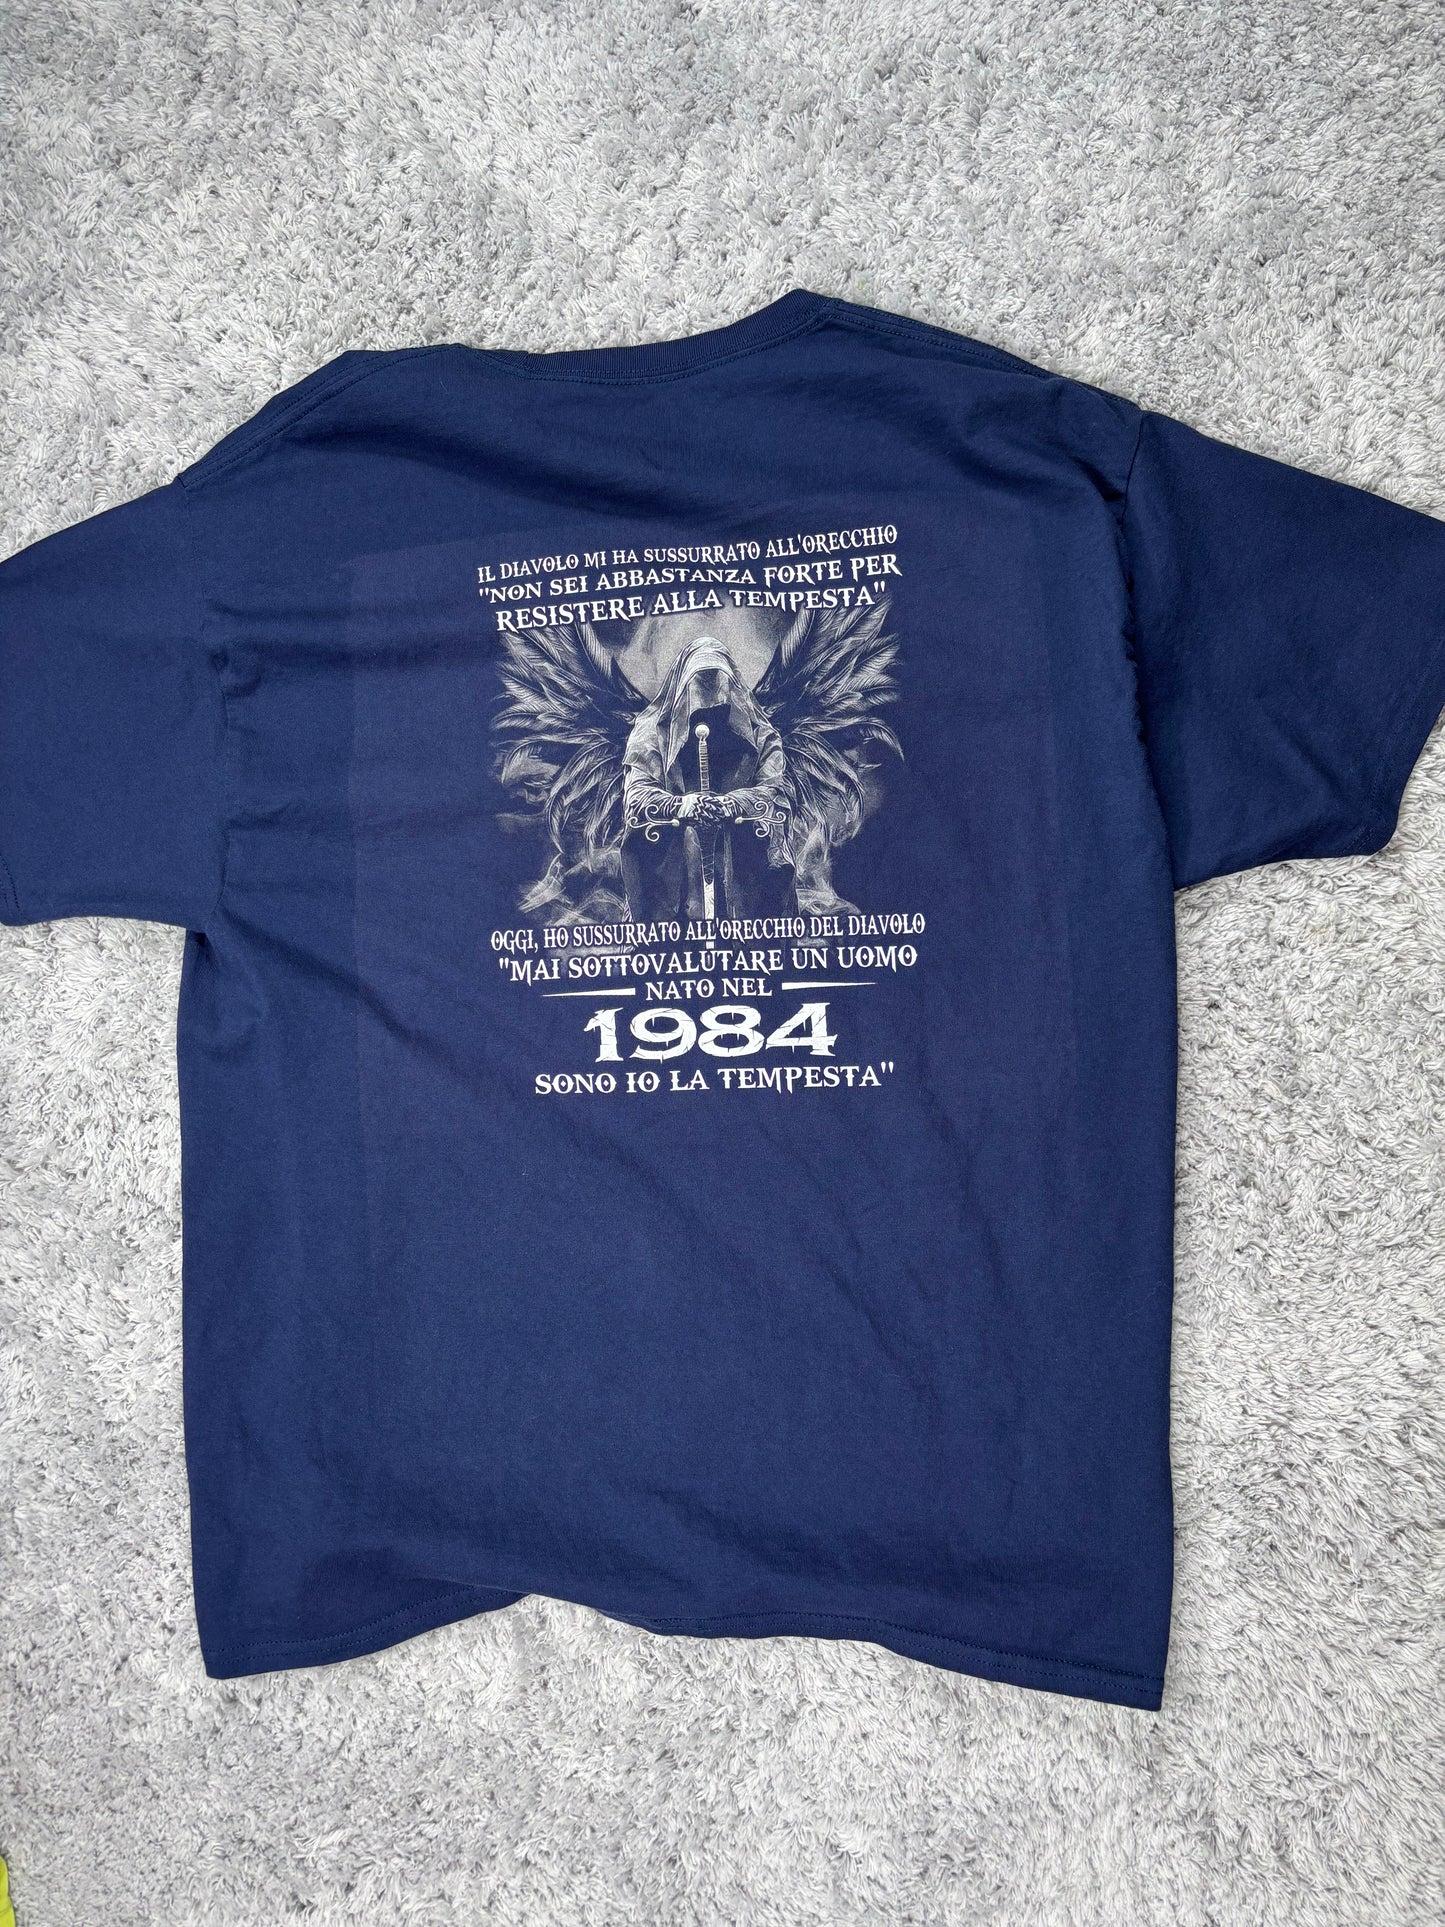 IL DIAVOLO MI HA SUSSURRATO ALL'ORECCHIO
"NON SEI ABBASTANZA FORTE PER
RESISTERE ALLA TEMPESTA"
OGGI, HO SUSSURRATO ALL'ORECCHIO DEL DIAVOLO
"MAI SOTTOVALUTARE UN UOMO
NATO NEL
1984
SONO IO LA TEMPESTA"